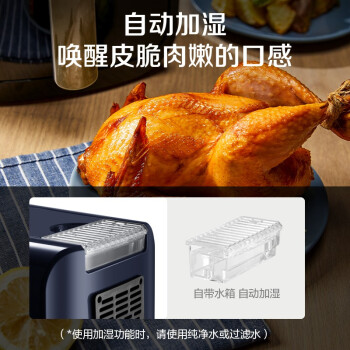 自动加湿
唤醒皮脆肉嫩的口感
自带水箱 自动加湿
(*使用加湿功能时，请使用纯净水或过滤水)